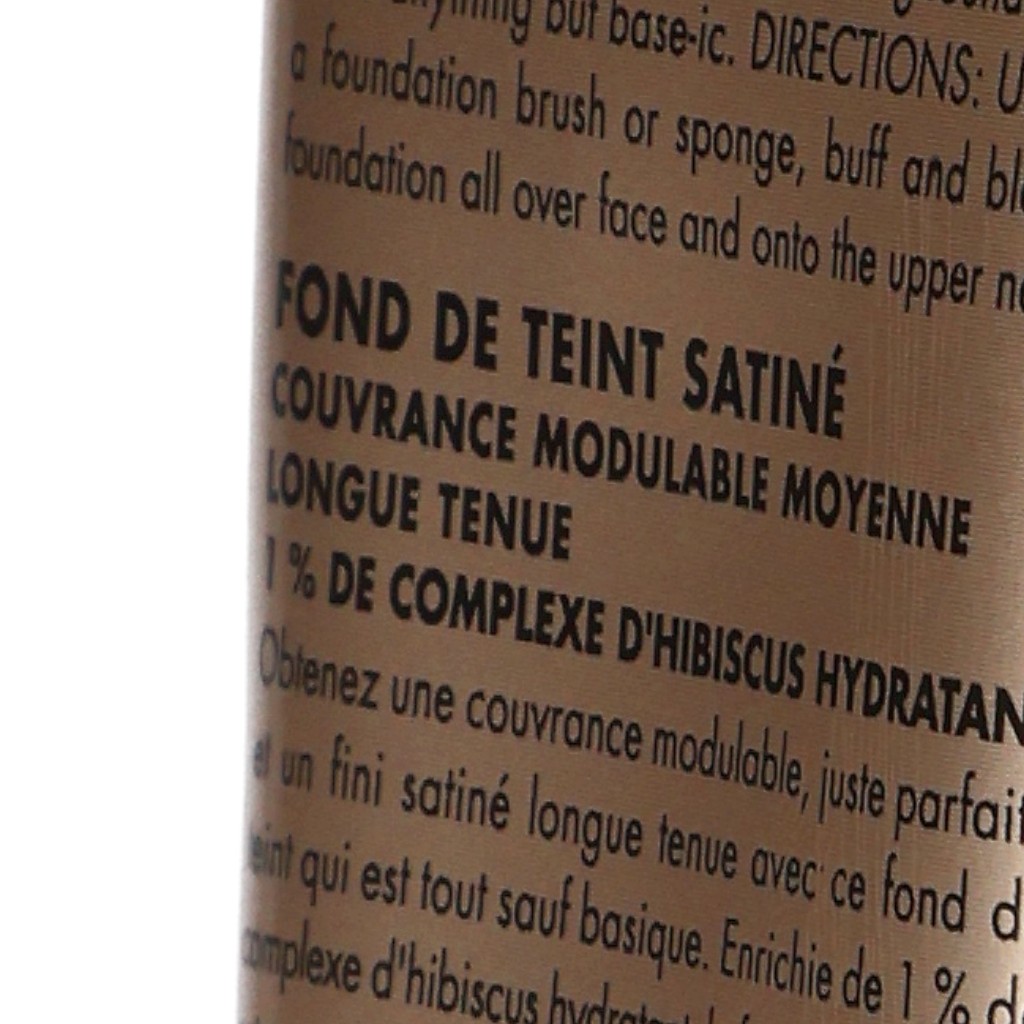 but base-ic. DIRECTIONS:
a foundation brush or sponge, buff and
foundation all over face and onto the upper
FOND DE TEINT SATINÉ
COUVRANCE MODULABLE MOYENNE
LONGUE TENUE
1 % DE COMPLEXE D'HIBISCUS HYDRATAN
Obtenez une couvrance modulable, juste parfait
et un fini satiné longue tenue avec ce fond d
teint qui est tout sauf basique. Enrichie de 1 % d
complexe d'hibiscus